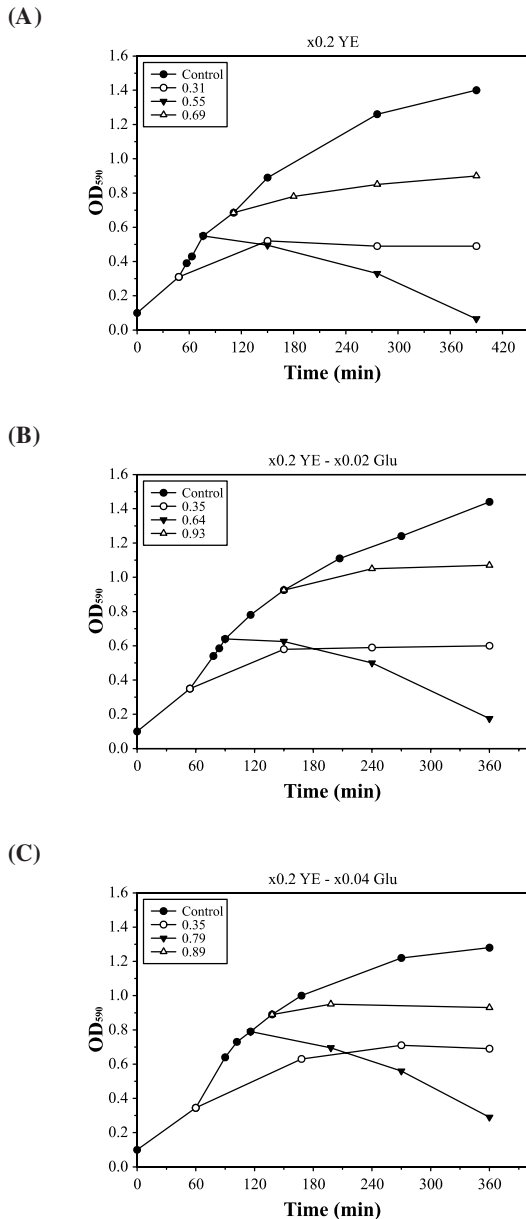 (A)
x0.2 YE
Control
0.31
0.55
0.69
1.6
1.4
1.2
1.0
0.8
0.6
0.4
0.2
0.0
OD590
0 60 120 180 240 300 360 420
Time (min)
(B)
x0.2 YE - x0.02 Glu
Control
0.35
0.64
0.93
1.6
1.4
1.2
1.0
0.8
0.6
0.4
0.2
0.0
OD590
0 60 120 180 240 300 360
Time (min)
(C)
x0.2 YE - x0.04 Glu
Control
0.35
0.79
0.89
1.6
1.4
1.2
1.0
0.8
0.6
0.4
0.2
0.0
OD590
0 60 120 180 240 300 360
Time (min)